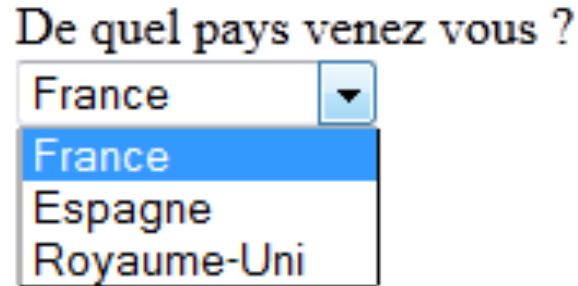 De quel pays venez vous ?
France
France
Espagne
Royaume-Uni